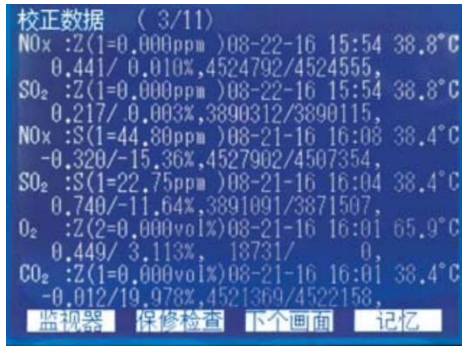 校正数据 ( 3/11)
NOx :Z(1=0.000ppm )08-22-16 15:54 38.8°C
0.441/ 0.010%,4524792/4524555,
SO₂ :Z(1=0.000ppm )08-22-16 15:54 38.8°C
0.217/ 0.003%,3890312/3890115,
NOx :S(1=44.80ppm )08-21-16 16:08 38.4°C
-0.320/-15.36%,4527902/4507354,
SO₂ :S(1=22.75ppm )08-21-16 16:04 38.4°C
0.740/-11.64%,3891091/3871507,
O₂ :Z(2=0.000vol%)08-21-16 16:01 65.9°C
0.449/ 3.113%, 18731/ 0,
CO₂ :Z(1=0.000vol%)08-21-16 16:01 38.4°C
-0.012/19.978%,4521369/4522158,
监视器 保修检查 下个画面 记忆